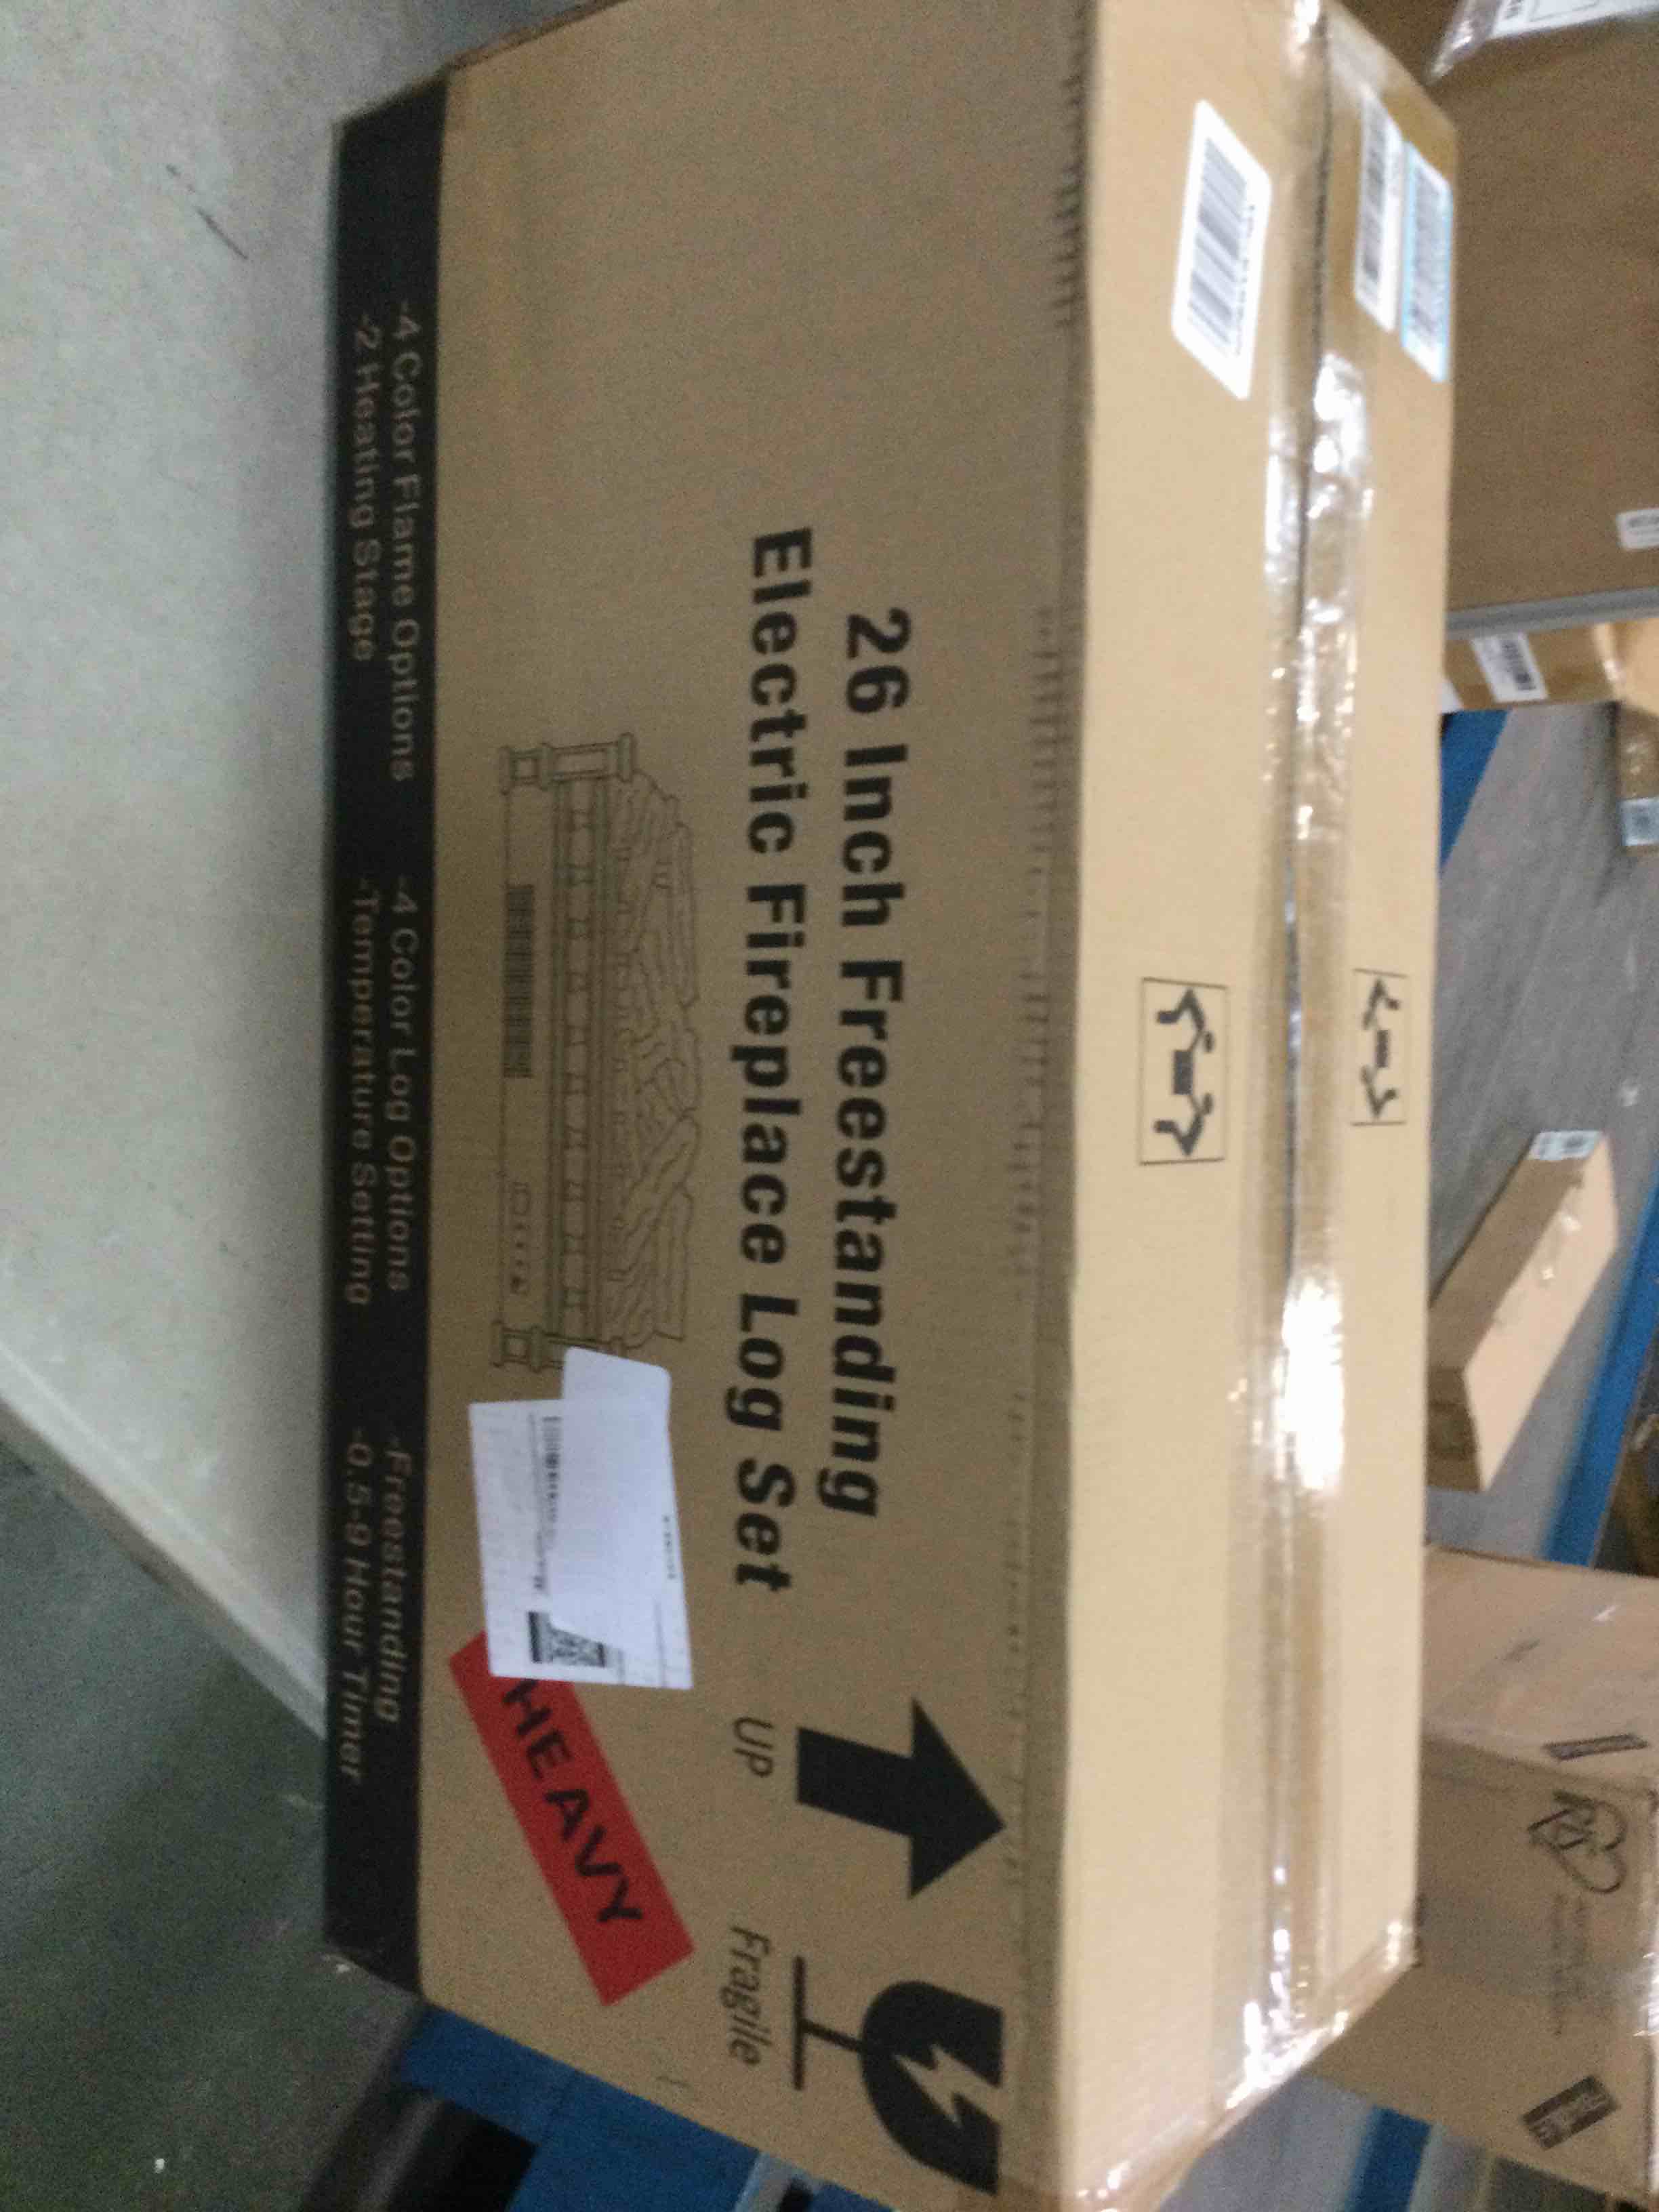 26 Inch Freestanding
Electric Fireplace Log Set
UP
Fragile
HEAVY
-4 Color Flame Options
-4 Color Log Options
-Freestanding
-2 Heating Stage
-Temperature Setting
-0.5-9 Hour Timer